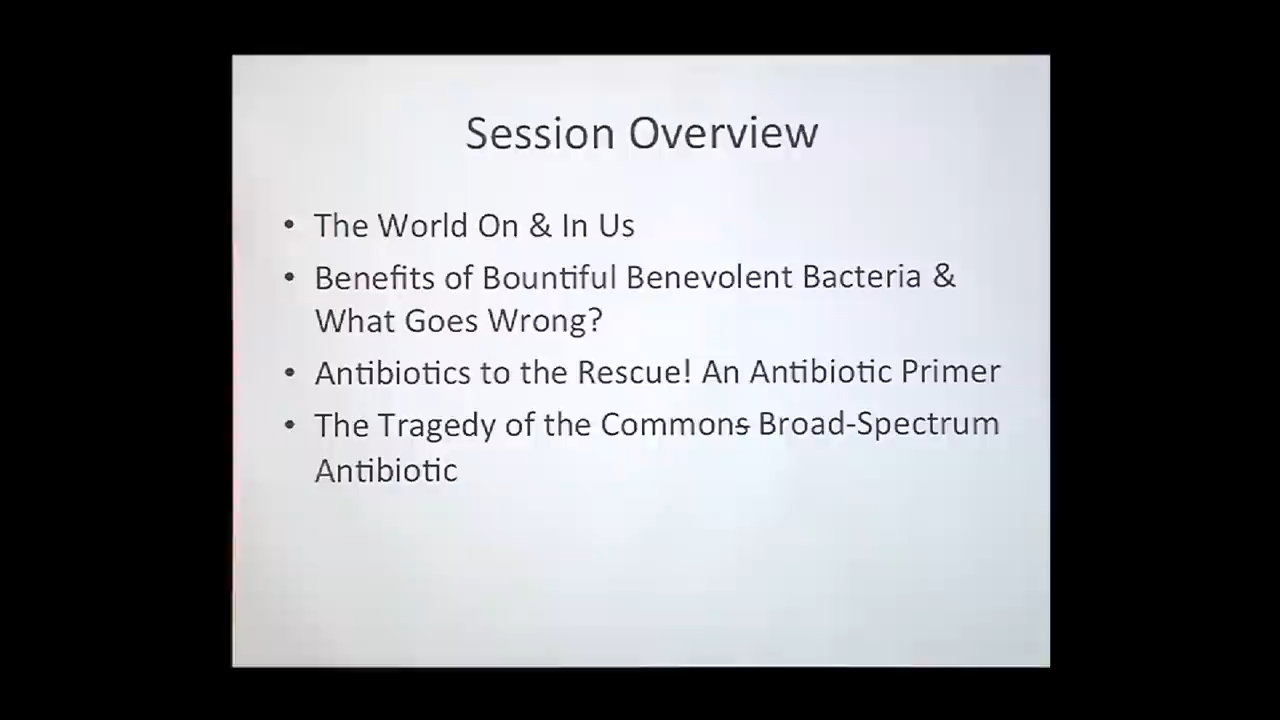 Session Overview
• The World On & In Us
• Benefits of Bountiful Benevolent Bacteria &
What Goes Wrong?
• Antibiotics to the Rescue! An Antibiotic Primer
• The Tragedy of the Commons Broad-Spectrum
Antibiotic